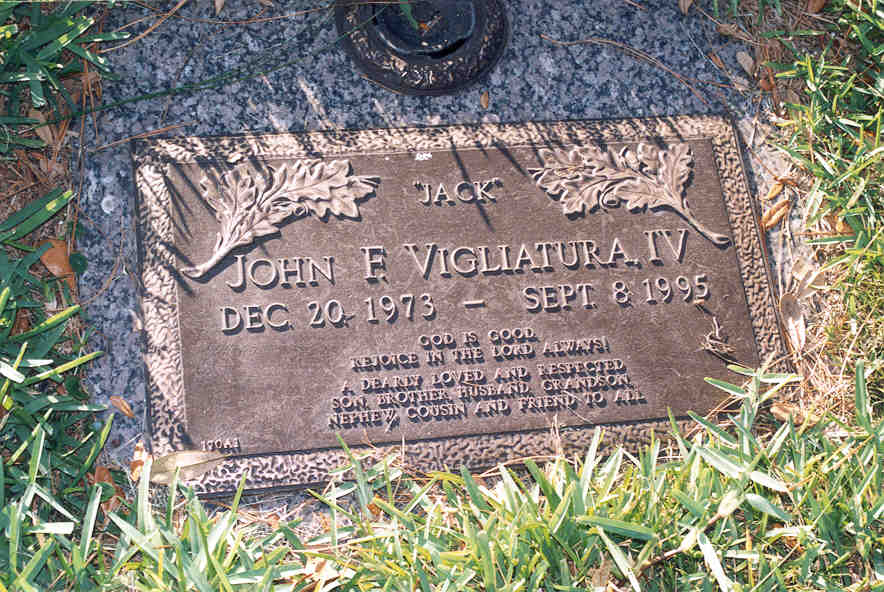 "JACK"
JOHN F. VIGLIATURA, IV
DEC. 20, 1973 — SEPT. 8, 1995
GOD IS GOOD.
REJOICE IN THE LORD ALWAYS!
A DEARLY LOVED AND RESPECTED
SON, BROTHER, HUSBAND, GRANDSON,
NEPHEW, COUSIN AND FRIEND TO ALL.
170A1